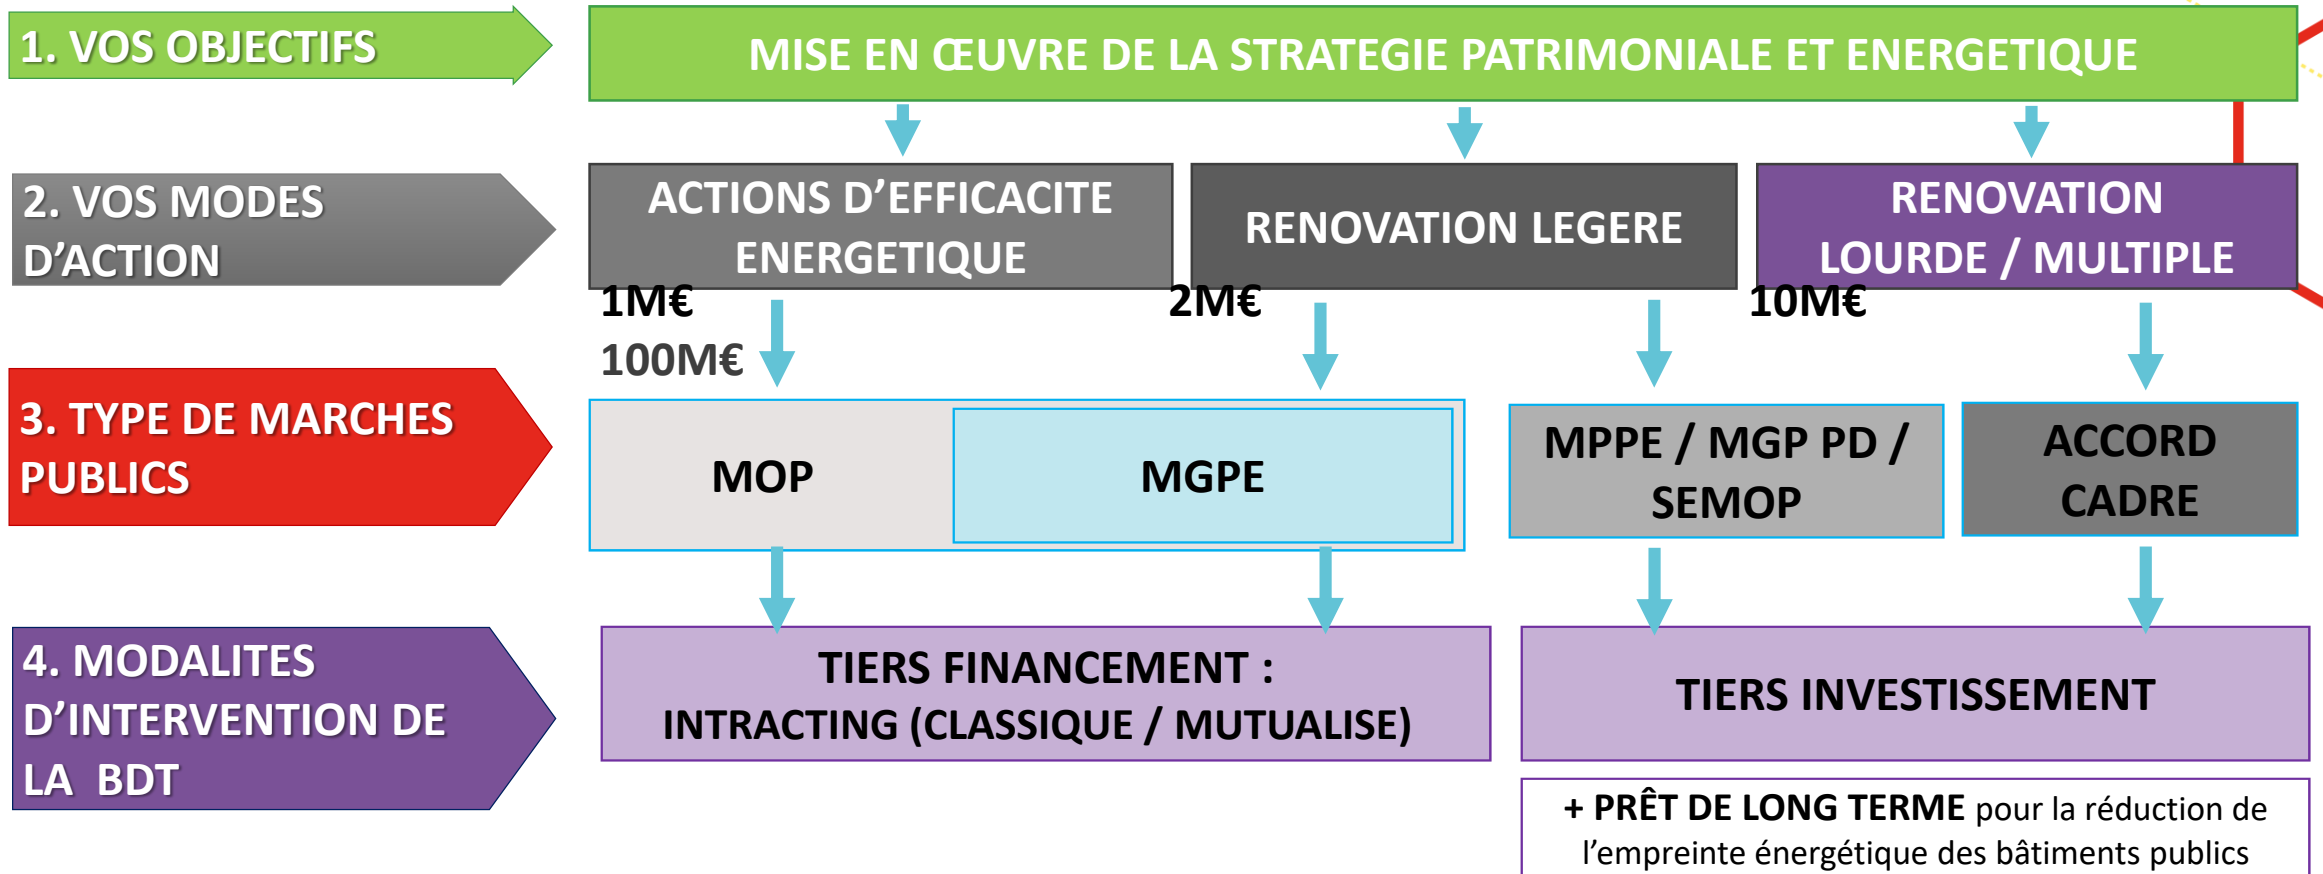 1. VOS OBJECTIFS
MISE EN ŒUVRE DE LA STRATEGIE PATRIMONIALE ET ENERGETIQUE
2. VOS MODES
D’ACTION
ACTIONS D’EFFICACITE
ENERGETIQUE
RENOVATION LEGERE
RENOVATION
LOURDE / MULTIPLE
1M€
2M€
10M€
100M€
3. TYPE DE MARCHES
PUBLICS
MOP
MGPE
MPPE / MGP PD /
SEMOP
ACCORD
CADRE
4. MODALITES
D’INTERVENTION DE
LA  BDT
TIERS FINANCEMENT :
INTRACTING (CLASSIQUE / MUTUALISE)
TIERS INVESTISSEMENT
+ PRÊT DE LONG TERME pour la réduction de
l’empreinte énergétique des bâtiments publics